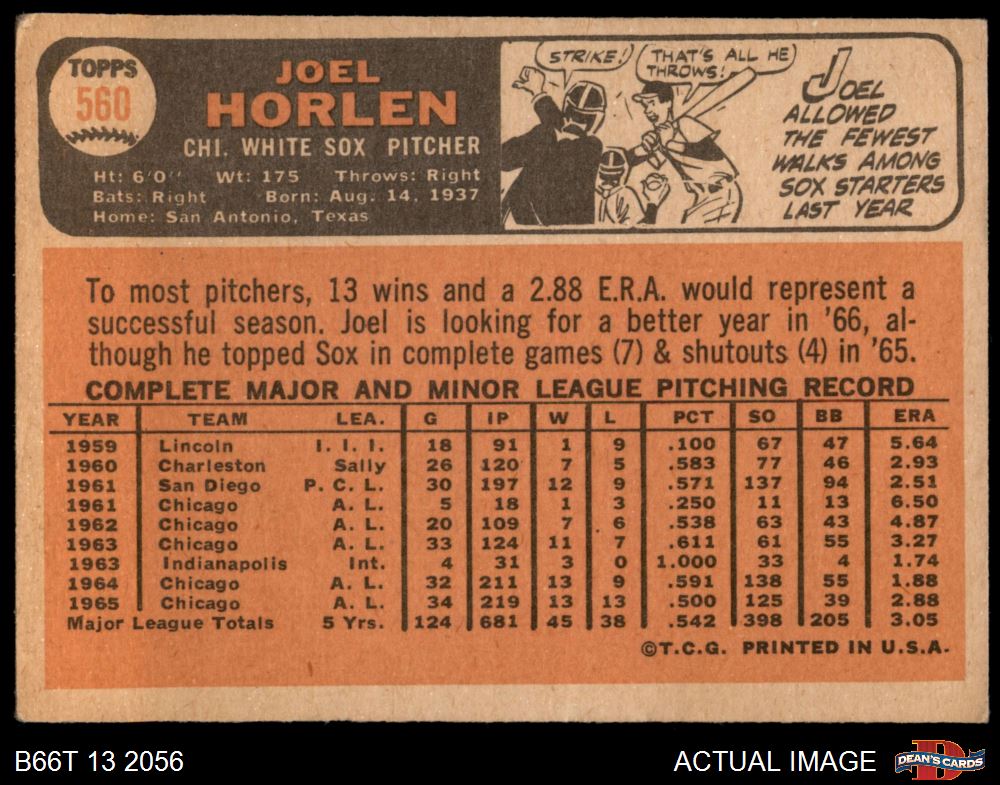 TOPPS
560
JOEL
HORLEN
CHI. WHITE SOX PITCHER
Ht: 6'0" Wt: 175 Throws: Right
Bats: Right Born: Aug. 14, 1937
Home: San Antonio, Texas
STRIKE!
THAT'S ALL HE
THROWS!
JOEL
ALLOWED
THE FEWEST
WALKS AMONG
SOX STARTERS
LAST YEAR
To most pitchers, 13 wins and a 2.88 E.R.A. would represent a
successful season. Joel is looking for a better year in '66, al-
though he topped Sox in complete games (7) & shutouts (4) in '65.
COMPLETE MAJOR AND MINOR LEAGUE PITCHING RECORD
YEAR TEAM LEA. G IP W L PCT SO BB ERA
1959 Lincoln I. I. I. 18 91 1 9 .100 67 47 5.64
1960 Charleston Sally 26 120 7 5 .583 77 46 2.93
1961 San Diego P. C. L. 30 197 12 9 .571 137 94 2.51
1961 Chicago A. L. 5 18 1 3 .250 11 13 6.50
1962 Chicago A. L. 20 109 7 6 .538 63 43 4.87
1963 Chicago A. L. 33 124 11 7 .611 61 55 3.27
1963 Indianapolis Int. 4 31 3 0 1.000 33 4 1.74
1964 Chicago A. L. 32 211 13 9 .591 138 55 1.88
1965 Chicago A. L. 34 219 13 13 .500 125 39 2.88
Major League Totals 5 Yrs. 124 681 45 38 .542 398 205 3.05
©T.C.G. PRINTED IN U.S.A.
B66T 13 2056
ACTUAL IMAGE
D
DEAN'S CARDS